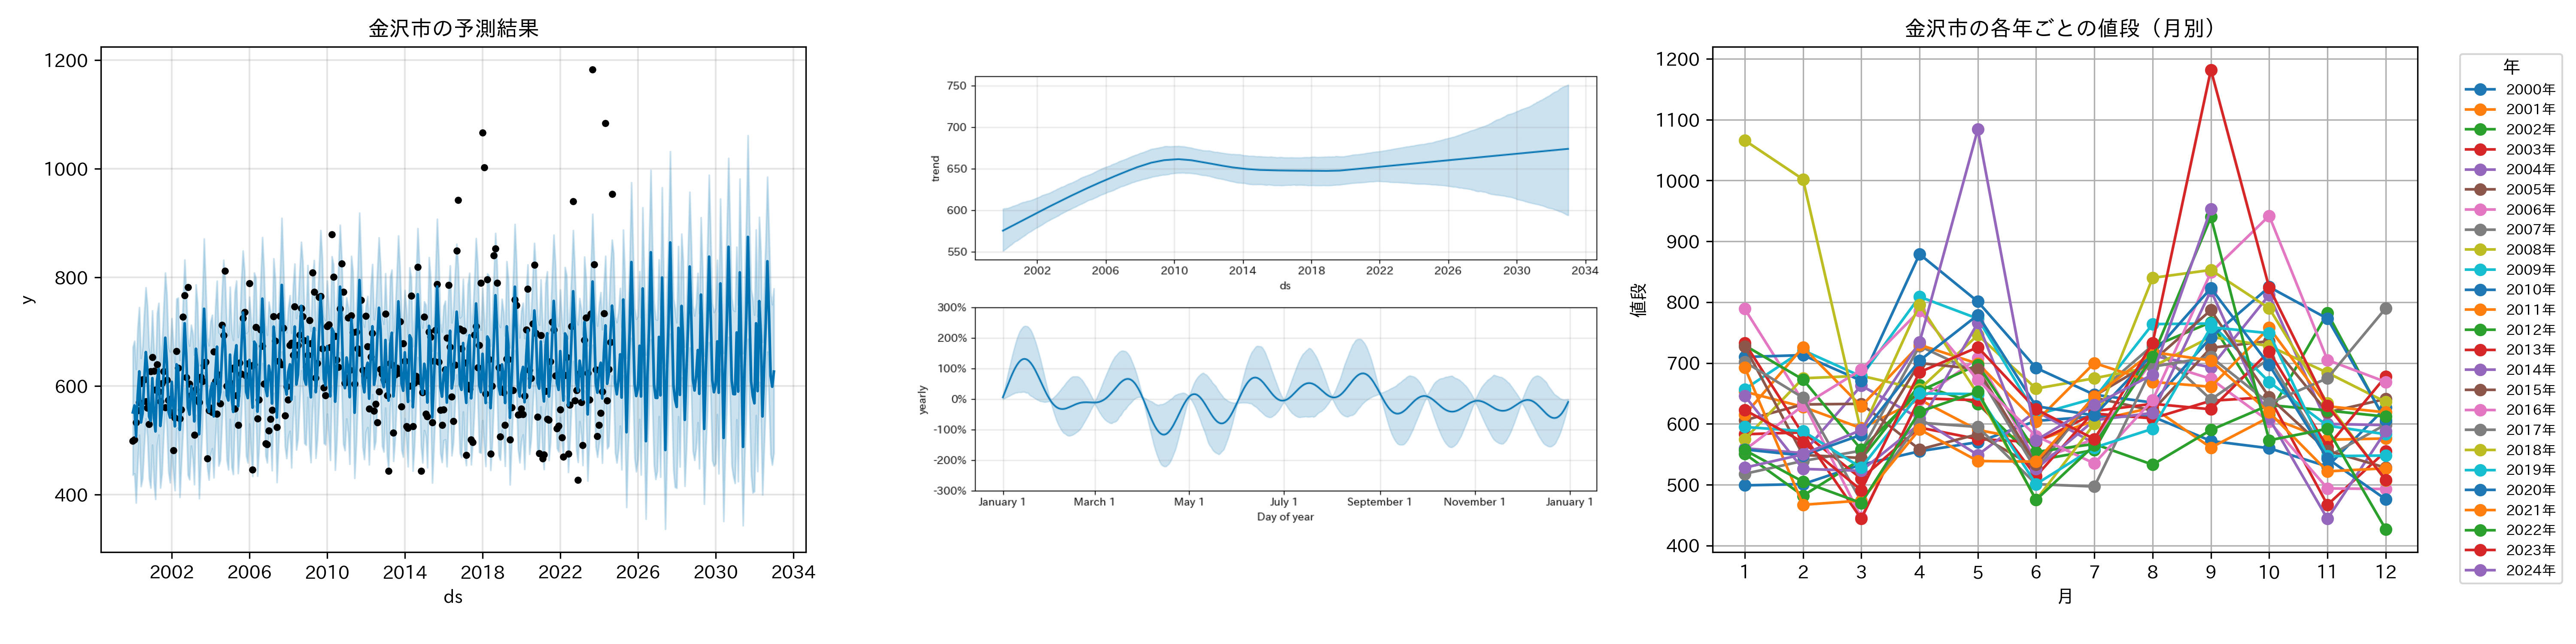 金沢市の予測結果
1200
1000
800
600
400
y
2002 2006 2010 2014 2018 2022 2026 2030 2034
ds
750
700
650
600
550
trend
2002 2006 2010 2014 2018 2022 2026 2030 2034
ds
300%
200%
100%
0%
-100%
-200%
-300%
yearly
January 1 March 1 May 1 July 1 September 1 November 1 January 1
Day of year
金沢市の各年ごとの値段（月別）
1200
1100
1000
900
800
700
600
500
400
値段
1 2 3 4 5 6 7 8 9 10 11 12
月
年
2000年
2001年
2002年
2003年
2004年
2005年
2006年
2007年
2008年
2009年
2010年
2011年
2012年
2013年
2014年
2015年
2016年
2017年
2018年
2019年
2020年
2021年
2022年
2023年
2024年